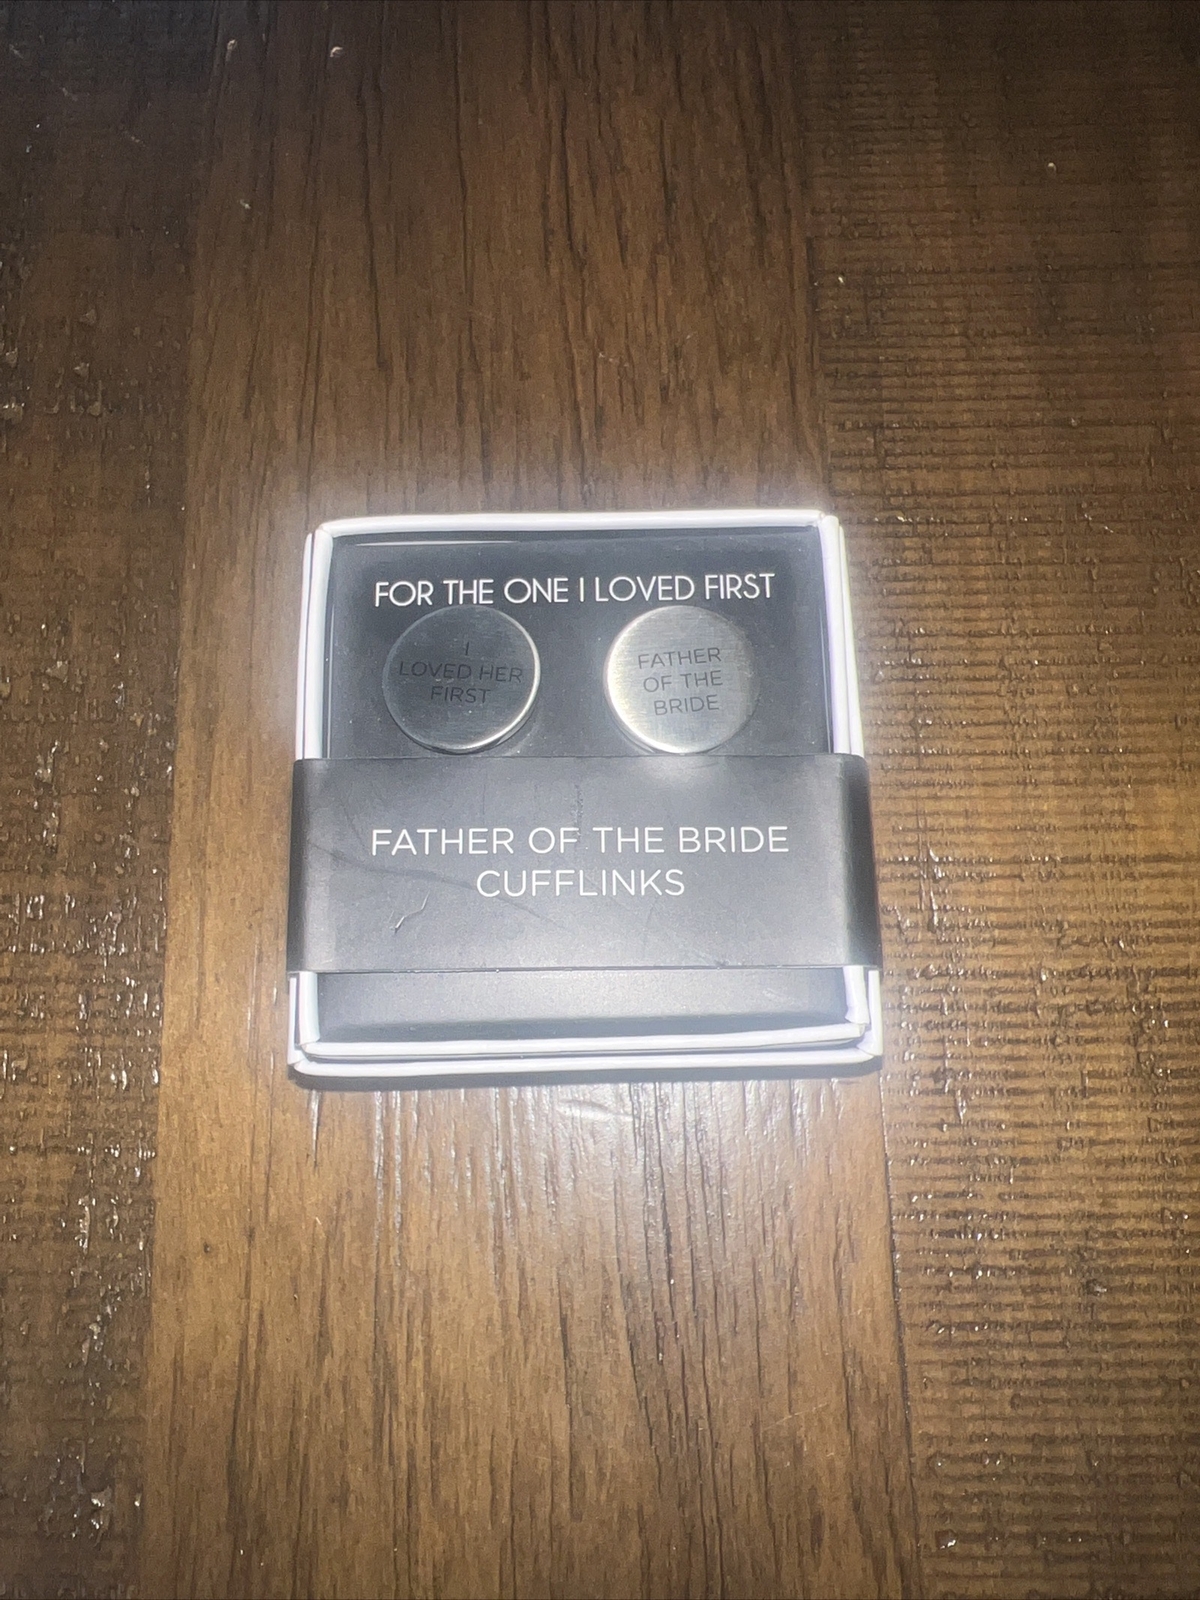 FOR THE ONE I LOVED FIRST
I
LOVED HER
FIRST
FATHER
OF THE
BRIDE
FATHER OF THE BRIDE
CUFFLINKS